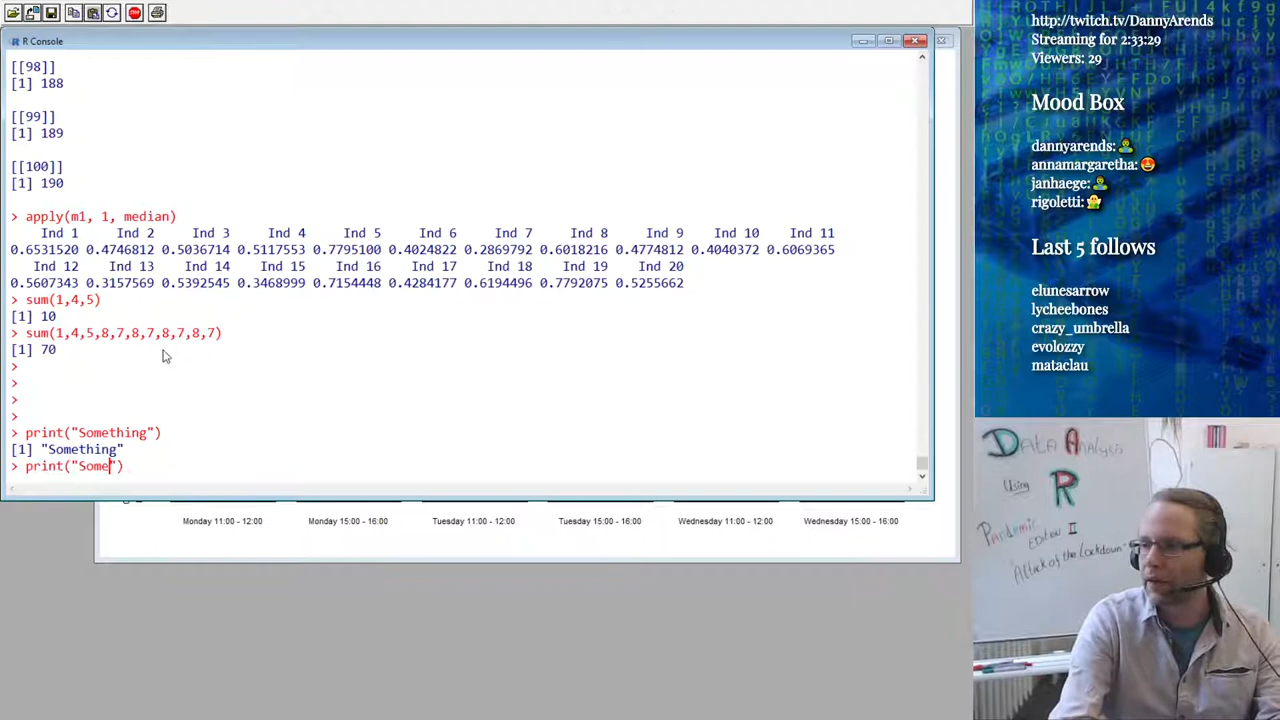 R Console
[[98]]
[1] 188
[[99]]
[1] 189
[[100]]
[1] 190
> apply(m1, 1, median)
Ind 1 Ind 2 Ind 3 Ind 4 Ind 5 Ind 6 Ind 7 Ind 8 Ind 9 Ind 10 Ind 11
0.6531520 0.4746812 0.5036714 0.5117553 0.7795100 0.4024822 0.2869792 0.6018216 0.4774812 0.4040372 0.6069365
Ind 12 Ind 13 Ind 14 Ind 15 Ind 16 Ind 17 Ind 18 Ind 19 Ind 20
0.5607343 0.3157569 0.5392545 0.3468999 0.7154448 0.4284177 0.6194496 0.7792075 0.5255662
> sum(1,4,5)
[1] 10
> sum(1,4,5,8,7,8,7,8,7,8,7)
[1] 70
>
>
>
>
> print("Something")
[1] "Something"
> print("Some")
Monday 11:00 - 12:00 Monday 15:00 - 16:00 Tuesday 11:00 - 12:00 Tuesday 15:00 - 16:00 Wednesday 11:00 - 12:00 Wednesday 15:00 - 16:00
http://twitch.tv/DannyArends
Streaming for 2:33:29
Viewers: 29
Mood Box
dannyarends: 🤷‍♂️
annamargaretha: 😍
janhaege: 🤷‍♂️
rigoletti: 🤷
Last 5 follows
elunesarrow
lycheebones
crazy_umbrella
evolozzy
mataclau
Data Analysis
Using
R
Pandemic
Edition II
"Attack of the Lockdown"